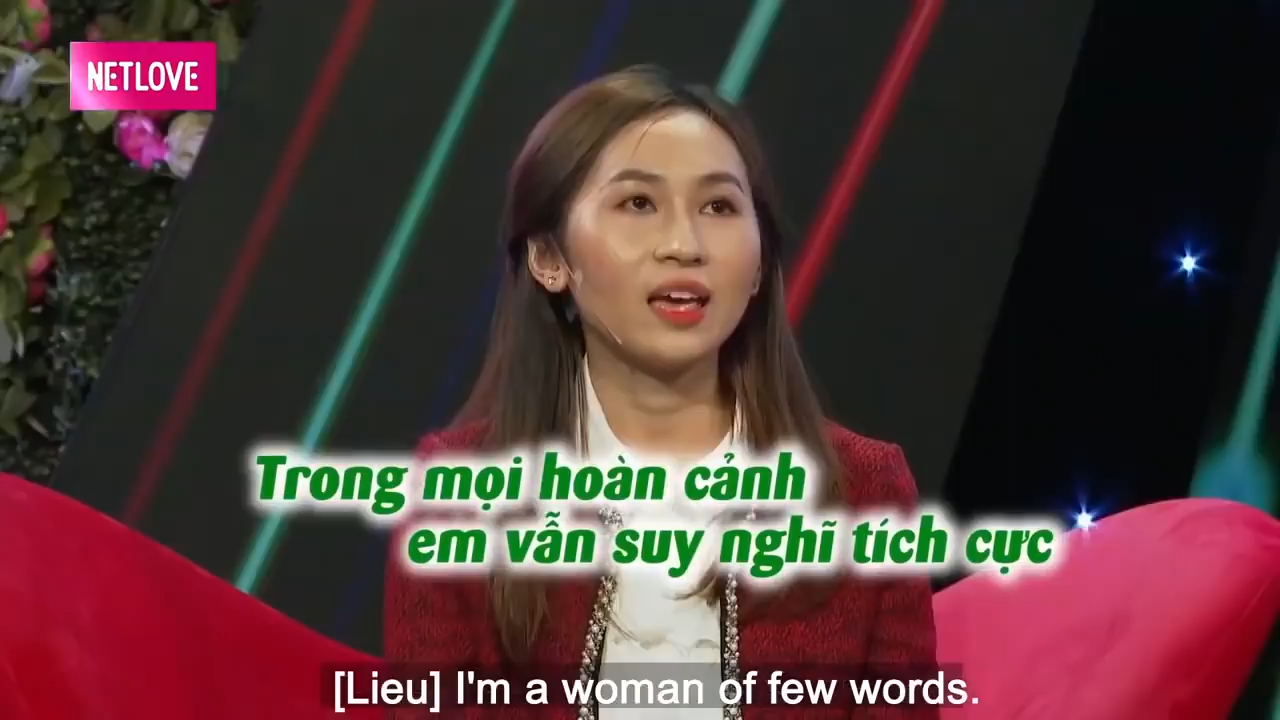 NETLOVE
Trong mọi hoàn cảnh
em vẫn suy nghĩ tích cực
[Lieu] I'm a woman of few words.